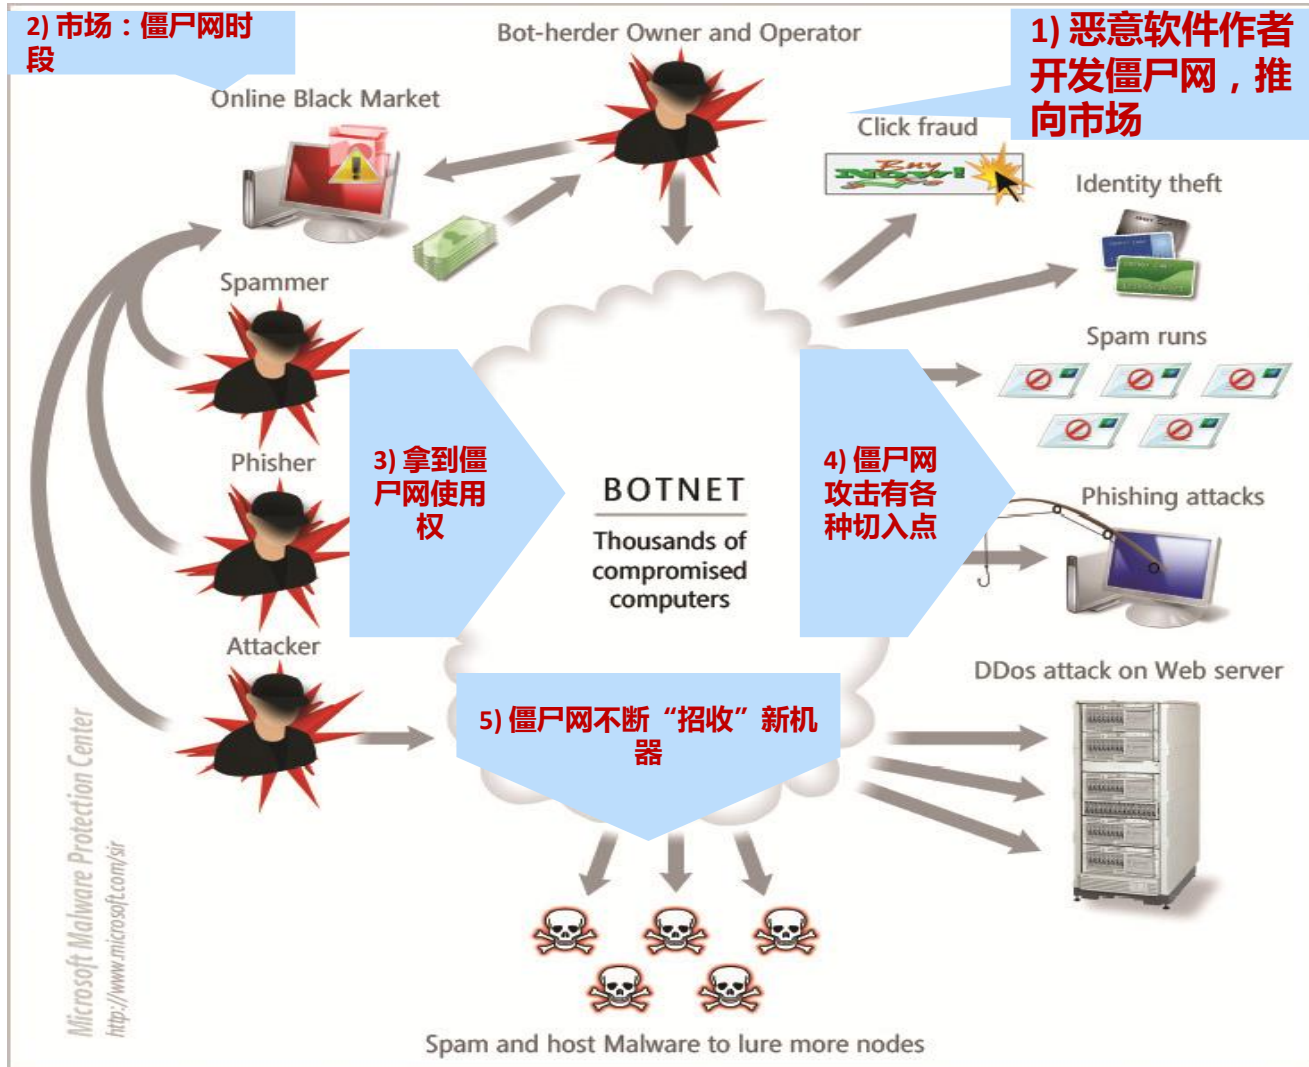 2) 市场：僵尸网时
段
Bot-herder Owner and Operator
1) 恶意软件作者
开发僵尸网，推
向市场
Online Black Market
Click fraud
Buy
Now!
Identity theft
Spammer
Spam runs
3) 拿到僵
尸网使用
权
4) 僵尸网
攻击有各
种切入点
Phisher
BOTNET
Thousands of
compromised
computers
Phishing attacks
Attacker
DDos attack on Web server
5) 僵尸网不断“招收”新机
器
Microsoft Malware Protection Center
http://www.microsoft.com/sir
Spam and host Malware to lure more nodes